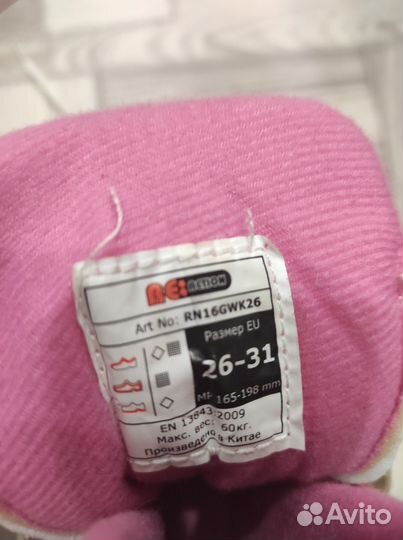 ACTION
Art No: RN16GWK26
Размер EU
26-31
MP 165-198 mm
EN 13843:2009
Макс. вес: 60кг.
Произведено в Китае
Avito